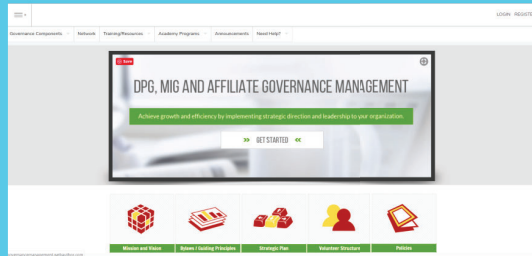 LOGIN REGISTE
Governance Components Network Training/Resources Academy Programs Announcements Need Help?
Save
DPG, MIG AND AFFILIATE GOVERNANCE MANAGEMENT
Achieve growth and efficiency by implementing strategic direction and leadership to your organization.
>> GET STARTED <<
Mission and Vision
Bylaws / Guiding Principles
Strategic Plan
Volunteer Structure
Policies